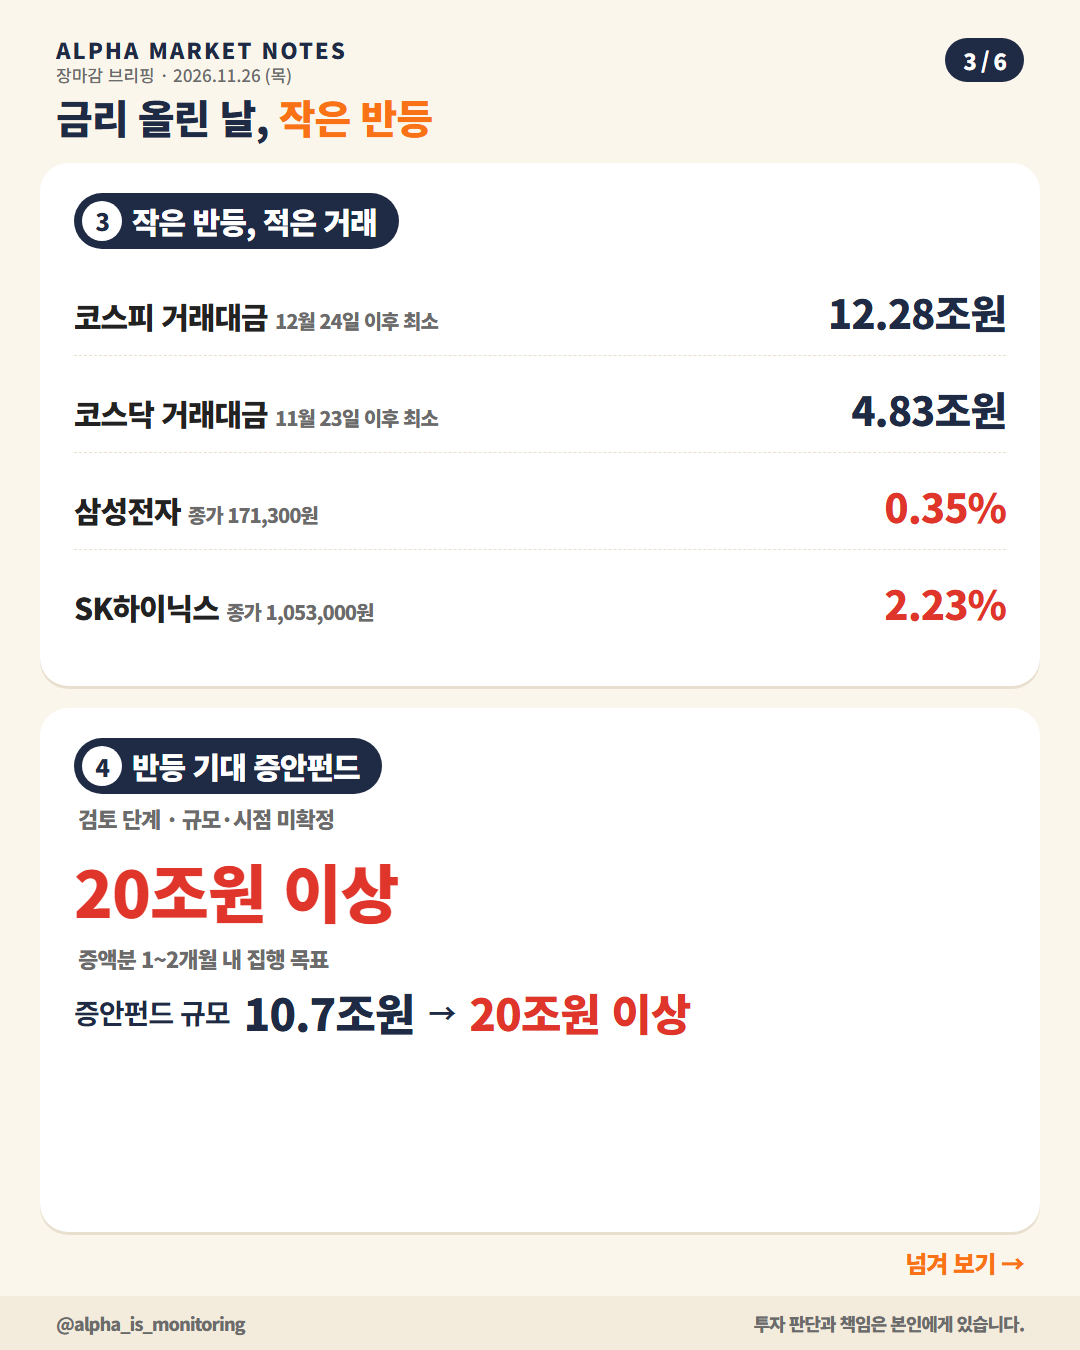 ALPHA MARKET NOTES
장마감 브리핑 · 2026.11.26 (목)
3 / 6
금리 올린 날, 작은 반등
3 작은 반등, 적은 거래
코스피 거래대금 12월 24일 이후 최소 12.28조원
코스닥 거래대금 11월 23일 이후 최소 4.83조원
삼성전자 종가 171,300원 0.35%
SK하이닉스 종가 1,053,000원 2.23%
4 반등 기대 증안펀드
검토 단계 · 규모·시점 미확정
20조원 이상
증액분 1~2개월 내 집행 목표
증안펀드 규모 10.7조원 → 20조원 이상
넘겨 보기 →
@alpha_is_monitoring
투자 판단과 책임은 본인에게 있습니다.